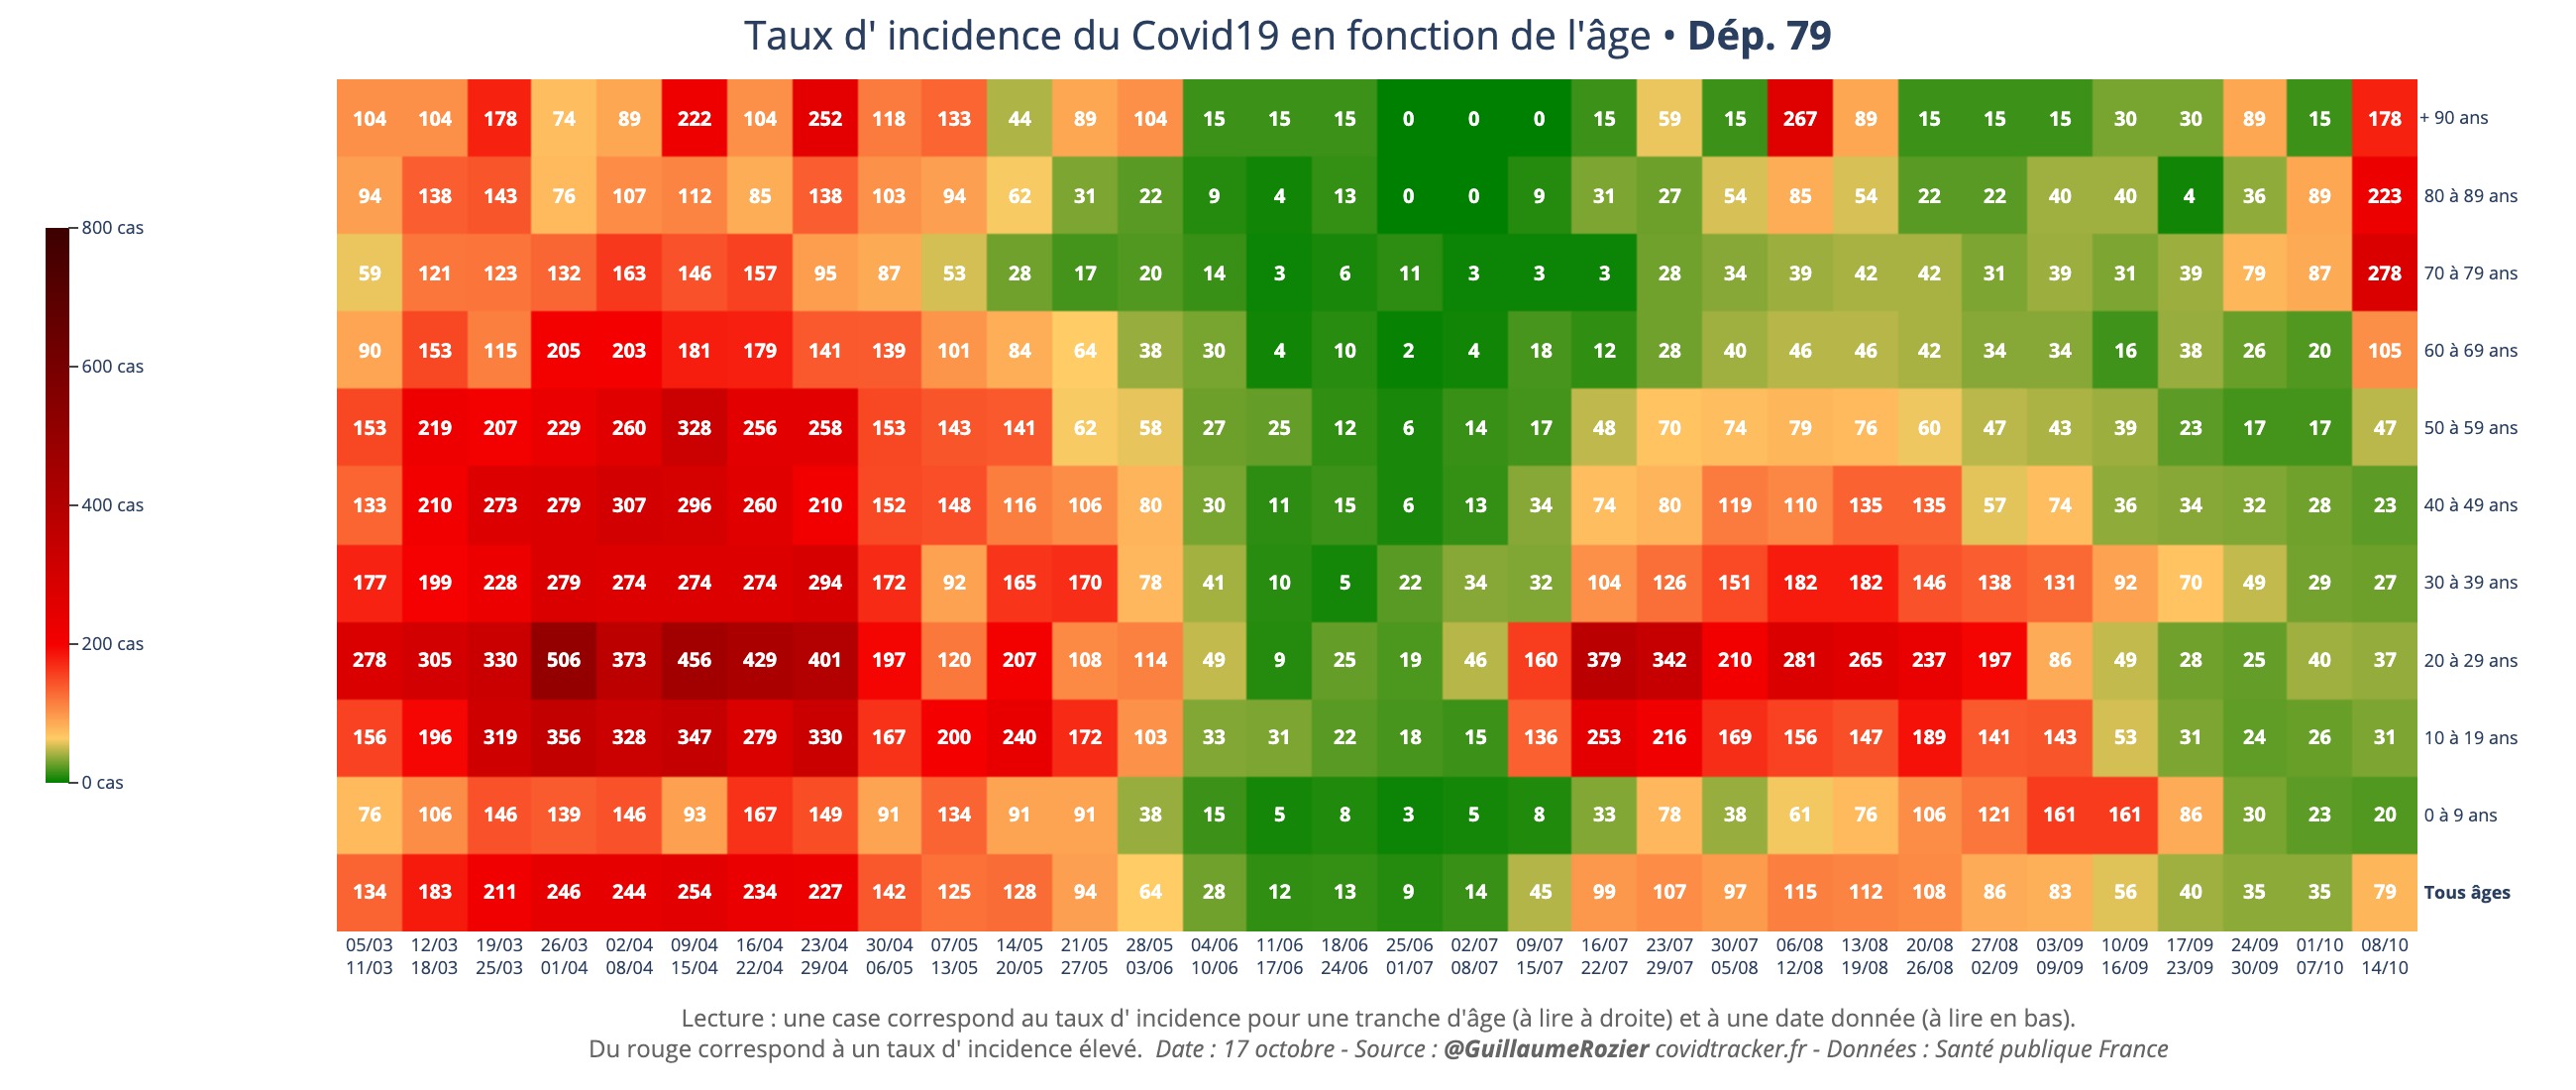 Taux d' incidence du Covid19 en fonction de l'âge • Dép. 79
800 cas
600 cas
400 cas
200 cas
0 cas
104 104 178 74 89 222 104 252 118 133 44 89 104 15 15 15 0 0 0 15 59 15 267 89 15 15 15 30 30 89 15 178 + 90 ans
94 138 143 76 107 112 85 138 103 94 62 31 22 9 4 13 0 0 9 31 27 54 85 54 22 22 40 40 4 36 89 223 80 à 89 ans
59 121 123 132 163 146 157 95 87 53 28 17 20 14 3 6 11 3 3 3 28 34 39 42 42 31 39 31 39 79 87 278 70 à 79 ans
90 153 115 205 203 181 179 141 139 101 84 64 38 30 4 10 2 4 18 12 28 40 46 46 42 34 34 16 38 26 20 105 60 à 69 ans
153 219 207 229 260 328 256 258 153 143 141 62 58 27 25 12 6 14 17 48 70 74 79 76 60 47 43 39 23 17 17 47 50 à 59 ans
133 210 273 279 307 296 260 210 152 148 116 106 80 30 11 15 6 13 34 74 80 119 110 135 135 57 74 36 34 32 28 23 40 à 49 ans
177 199 228 279 274 274 274 294 172 92 165 170 78 41 10 5 22 34 32 104 126 151 182 182 146 138 131 92 70 49 29 27 30 à 39 ans
278 305 330 506 373 456 429 401 197 120 207 108 114 49 9 25 19 46 160 379 342 210 281 265 237 197 86 49 28 25 40 37 20 à 29 ans
156 196 319 356 328 347 279 330 167 200 240 172 103 33 31 22 18 15 136 253 216 169 156 147 189 141 143 53 31 24 26 31 10 à 19 ans
76 106 146 139 146 93 167 149 91 134 91 91 38 15 5 8 3 5 8 33 78 38 61 76 106 121 161 161 86 30 23 20 0 à 9 ans
134 183 211 246 244 254 234 227 142 125 128 94 64 28 12 13 9 14 45 99 107 97 115 112 108 86 83 56 40 35 35 79 Tous âges
05/03 12/03 19/03 26/03 02/04 09/04 16/04 23/04 30/04 07/05 14/05 21/05 28/05 04/06 11/06 18/06 25/06 02/07 09/07 16/07 23/07 30/07 06/08 13/08 20/08 27/08 03/09 10/09 17/09 24/09 01/10 08/10
11/03 18/03 25/03 01/04 08/04 15/04 22/04 29/04 06/05 13/05 20/05 27/05 03/06 10/06 17/06 24/06 01/07 08/07 15/07 22/07 29/07 05/08 12/08 19/08 26/08 02/09 09/09 16/09 23/09 30/09 07/10 14/10
Lecture : une case correspond au taux d' incidence pour une tranche d'âge (à lire à droite) et à une date donnée (à lire en bas).
Du rouge correspond à un taux d' incidence élevé. Date : 17 octobre - Source : @GuillaumeRozier covidtracker.fr - Données : Santé publique France